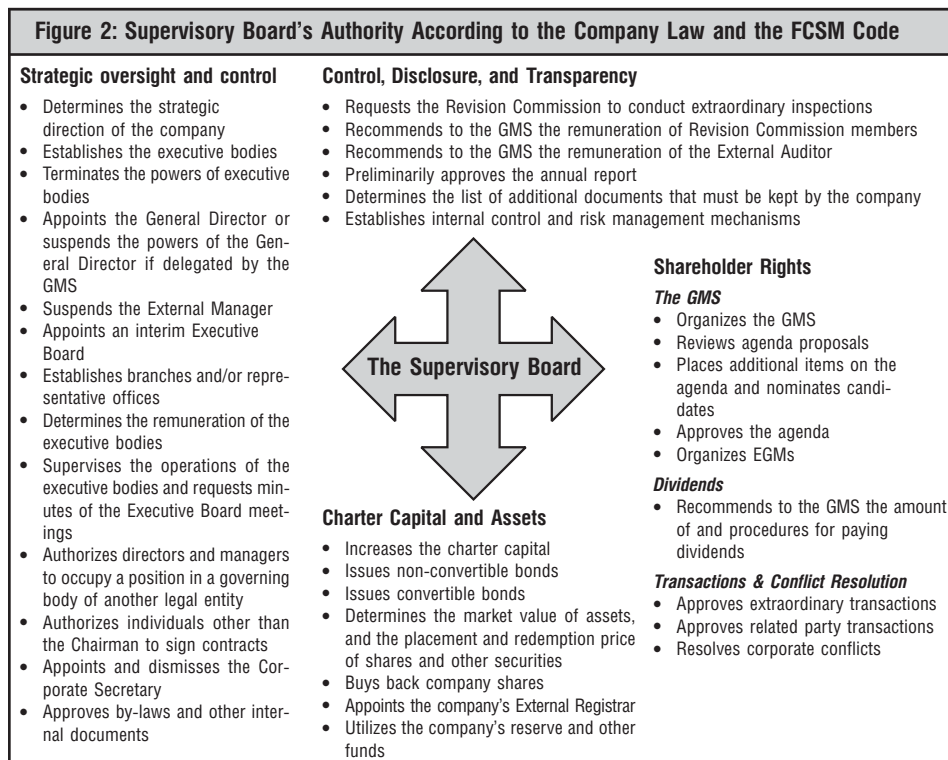 Figure 2: Supervisory Board's Authority According to the Company Law and the FCSM Code
Strategic oversight and control
• Determines the strategic
direction of the company
• Establishes the executive bodies
• Terminates the powers of executive
bodies
• Appoints the General Director or
suspends the powers of the Gen-
eral Director if delegated by the
GMS
• Suspends the External Manager
• Appoints an interim Executive
Board
• Establishes branches and/or repre-
sentative offices
• Determines the remuneration of the
executive bodies
• Supervises the operations of the
executive bodies and requests min-
utes of the Executive Board meet-
ings
• Authorizes directors and managers
to occupy a position in a governing
body of another legal entity
• Authorizes individuals other than
the Chairman to sign contracts
• Appoints and dismisses the Cor-
porate Secretary
• Approves by-laws and other inter-
nal documents
Control, Disclosure, and Transparency
• Requests the Revision Commission to conduct extraordinary inspections
• Recommends to the GMS the remuneration of Revision Commission members
• Recommends to the GMS the remuneration of the External Auditor
• Preliminarily approves the annual report
• Determines the list of additional documents that must be kept by the company
• Establishes internal control and risk management mechanisms
The Supervisory Board
Charter Capital and Assets
• Increases the charter capital
• Issues non-convertible bonds
• Issues convertible bonds
• Determines the market value of assets,
and the placement and redemption price
of shares and other securities
• Buys back company shares
• Appoints the company's External Registrar
• Utilizes the company's reserve and other
funds
Shareholder Rights
The GMS
• Organizes the GMS
• Reviews agenda proposals
• Places additional items on the
agenda and nominates candi-
dates
• Approves the agenda
• Organizes EGMs
Dividends
• Recommends to the GMS the amount
of and procedures for paying
dividends
Transactions & Conflict Resolution
• Approves extraordinary transactions
• Approves related party transactions
• Resolves corporate conflicts